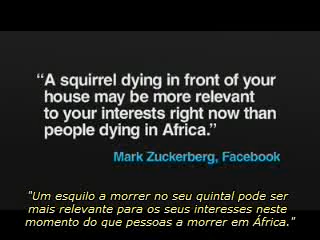 “A squirrel dying in front of your
house may be more relevant
to your interests right now than
people dying in Africa.”
Mark Zuckerberg, Facebook
"Um esquilo a morrer no seu quintal pode ser
mais relevante para os seus interesses neste
momento do que pessoas a morrer em África."